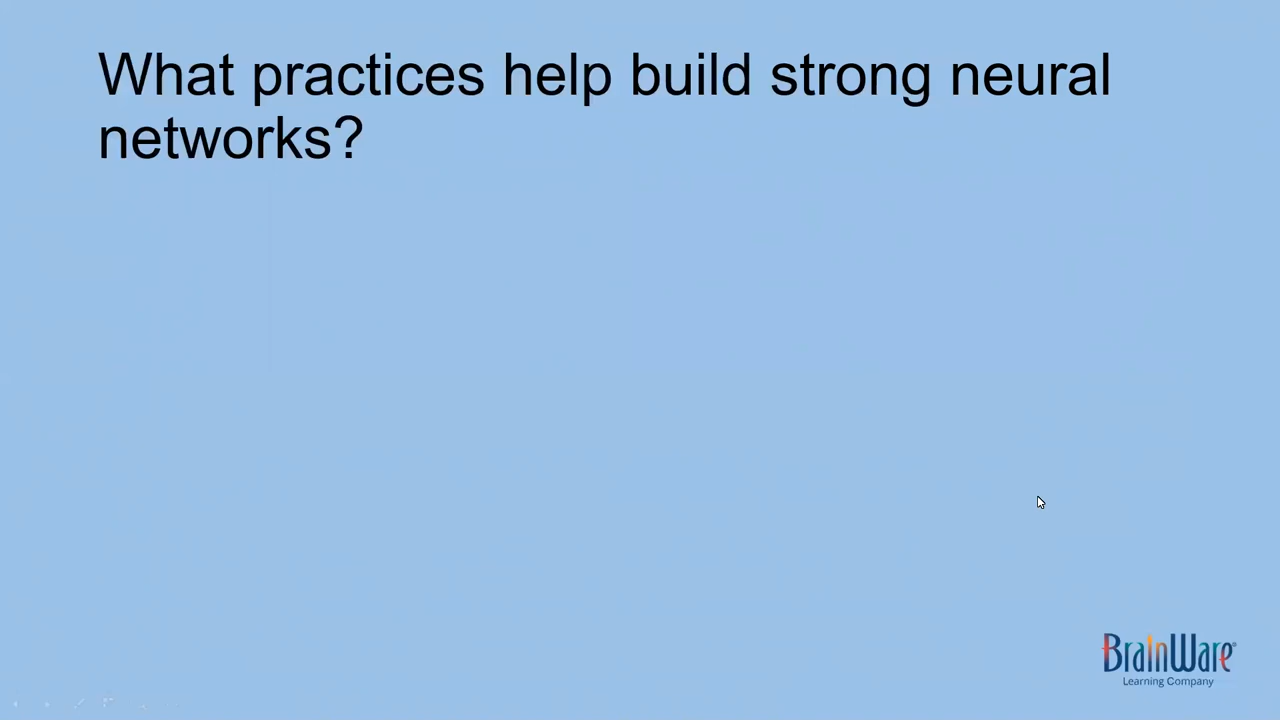 What practices help build strong neural
networks?
BrainWare®
Learning Company